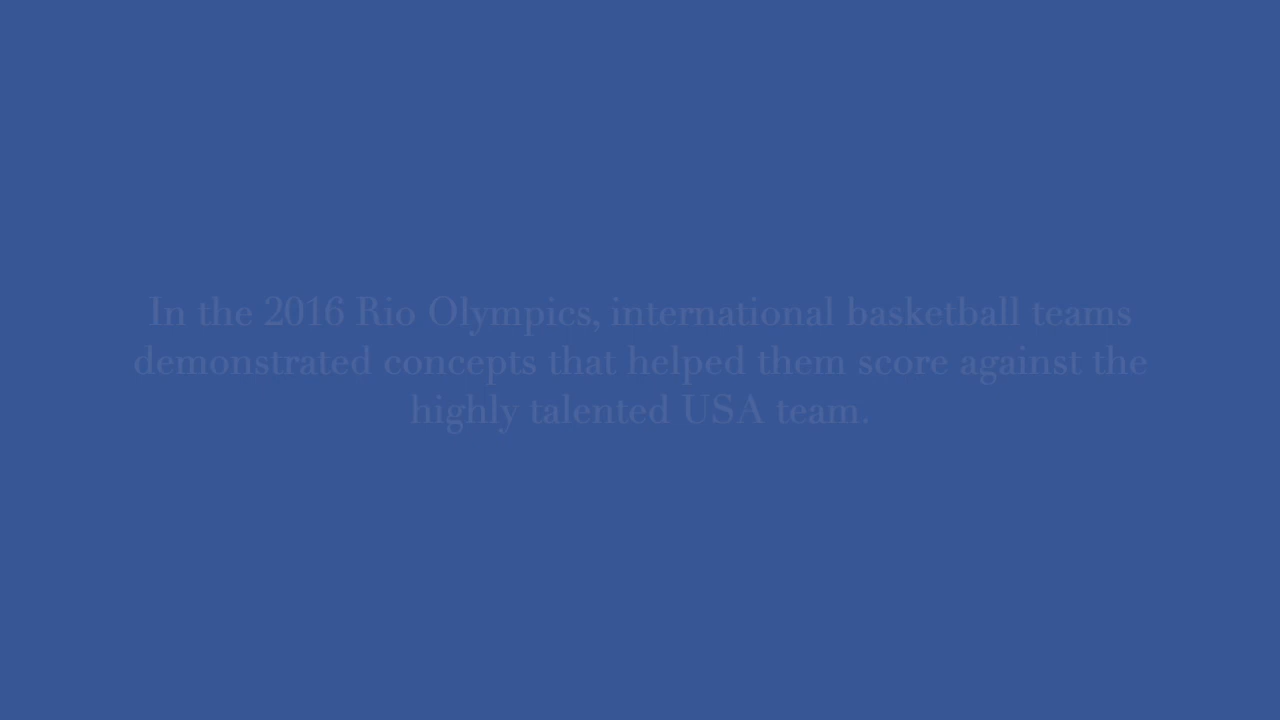 In the 2016 Rio Olympics, international basketball teams
demonstrated concepts that helped them score against the
highly talented USA team.